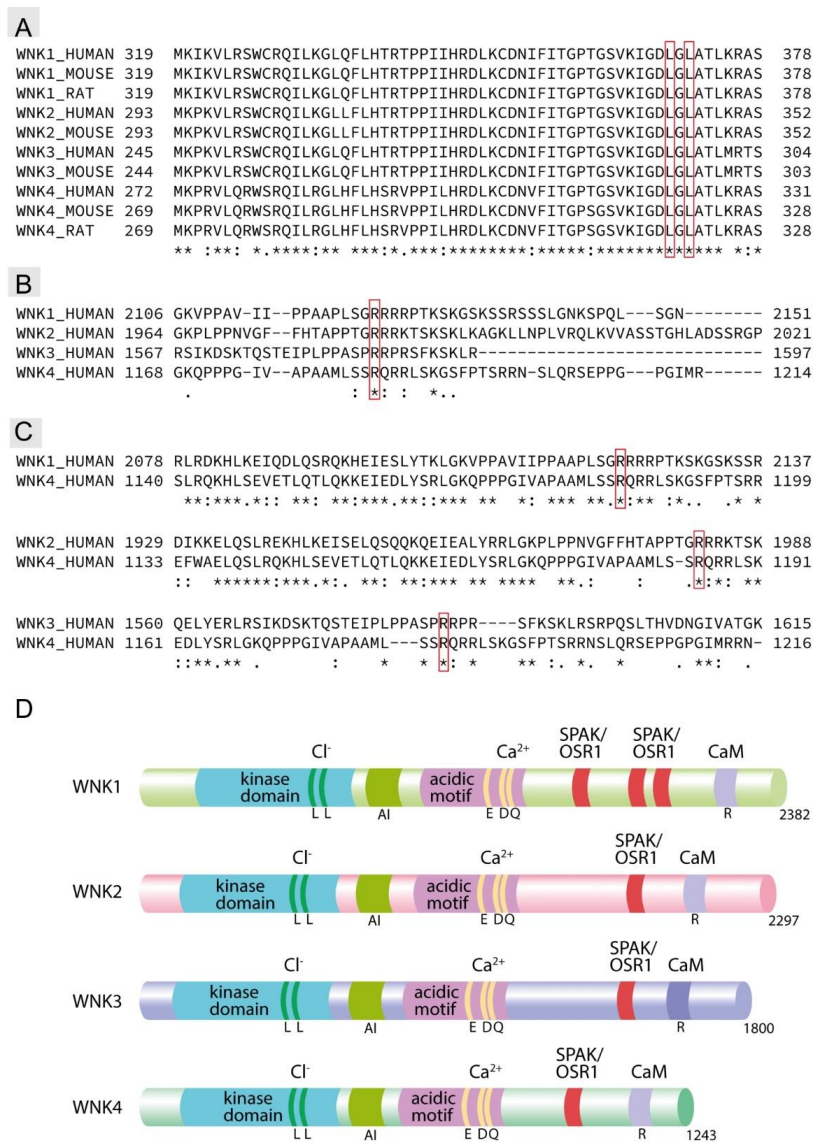 A
WNK1_HUMAN 319 MKIKVLRSWCRQILKGLQFLHTRTPPIIHRDLKCDNIFITGPTGSVKIGDLGLATLKRAS 378
WNK1_MOUSE 319 MKIKVLRSWCRQILKGLQFLHTRTPPIIHRDLKCDNIFITGPTGSVKIGDLGLATLKRAS 378
WNK1_RAT 319 MKIKVLRSWCRQILKGLQFLHTRTPPIIHRDLKCDNIFITGPTGSVKIGDLGLATLKRAS 378
WNK2_HUMAN 293 MKPKVLRSWCRQILKGLLFLHTRTPPIIHRDLKCDNIFITGPTGSVKIGDLGLATLKRAS 352
WNK2_MOUSE 293 MKPKVLRSWCRQILKGLLFLHTRTPPIIHRDLKCDNIFITGPTGSVKIGDLGLATLKRAS 352
WNK3_HUMAN 245 MKPKVLRSWCRQILKGLQFLHTRTPPIIHRDLKCDNIFITGPTGSVKIGDLGLATLMRTS 304
WNK3_MOUSE 244 MKPKVLRSWCRQILKGLQFLHTRTPPIIHRDLKCDNIFITGPTGSVKIGDLGLATLMRTS 303
WNK4_HUMAN 272 MKPRVLQRWSRQILRGLHFLHSRVPPILHRDLKCDNVFITGPTGSVKIGDLGLATLKRAS 331
WNK4_MOUSE 269 MKPRVLQRWSRQILRGLHFLHSRVPPILHRDLKCDNVFITGPSGSVKIGDLGLATLKRAS 328
WNK4_RAT 269 MKPRVLQRWSRQILRGLHFLHSRVPPILHRDLKCDNVFITGPSGSVKIGDLGLATLKRAS 328
** :**: *.****:** ***:*.***:********:*****:************* *:*
B
WNK1_HUMAN 2106 GKVPPAV-II--PPAAPLSGRRRRPTKSKGSKSSRSSSLGNKSPQL---SGN-------- 2151
WNK2_HUMAN 1964 GKPLPPNVGF--FHTAPPTGRRRKTSKSKLKAGKLLNPLVRQLKVVASSTGHLADSSRGP 2021
WNK3_HUMAN 1567 RSIKDSKTQSTEIPLPPASPRRPRSFKSKLR----------------------------- 1597
WNK4_HUMAN 1168 GKQPPPG-IV--APAAMLSSRQRRLSKGSFPTSRRN-SLQRSEPPG---PGIMR------ 1214
. : *: : *..
C
WNK1_HUMAN 2078 RLRDKHLKEIQDLQSRQKHEIESLYTKLGKVPPAVIIPPAAPLSGRRRRPTKSKGSKSSR 2137
WNK4_HUMAN 1140 SLRQKHLSEVETLQTLQKKEIEDLYSRLGKQPPPGIVAPAAMLSSRQRRLSKGSFPTSRR 1199
**:***.*:: **: **:***.**::*** **. *: *** **.*:** :*.. .* *
WNK2_HUMAN 1929 DIKKELQSLREKHLKEISELQSQQKQEIEALYRRLGKPLPPNVGFFHTAPPTGRRRKTSK 1988
WNK4_HUMAN 1133 EFWAELQSLRQKHLSEVETLQTLQKKEIEDLYSRLGKQPPPGIVAPAAMLS-SRQRRLSK 1191
:: ******:***.*:. **: **:*** ** **** **.: : .*:*: **
WNK3_HUMAN 1560 QELYERLRSIKDSKTQSTEIPLPPASPRRPR----SFKSKLRSRPQSLTHVDNGIVATGK 1615
WNK4_HUMAN 1161 EDLYSRLGKQPPPGIVAPAAML---SSRQRRLSKGSFPTSRRNSLQRSEPPGPGIMRRN- 1216
::**.** . : * * *: * ** :. *. * . **: .
D
WNK1
Cl-
kinase domain
L L
AI
acidic motif
Ca2+
E DQ
SPAK/ OSR1
SPAK/ OSR1
CaM
R
2382
WNK2
Cl-
kinase domain
L L
AI
acidic motif
Ca2+
E DQ
SPAK/ OSR1
CaM
R
2297
WNK3
Cl-
kinase domain
L L
AI
acidic motif
Ca2+
E DQ
SPAK/ OSR1
CaM
R
1800
WNK4
Cl-
kinase domain
L L
AI
acidic motif
Ca2+
E DQ
SPAK/ OSR1
CaM
R
1243